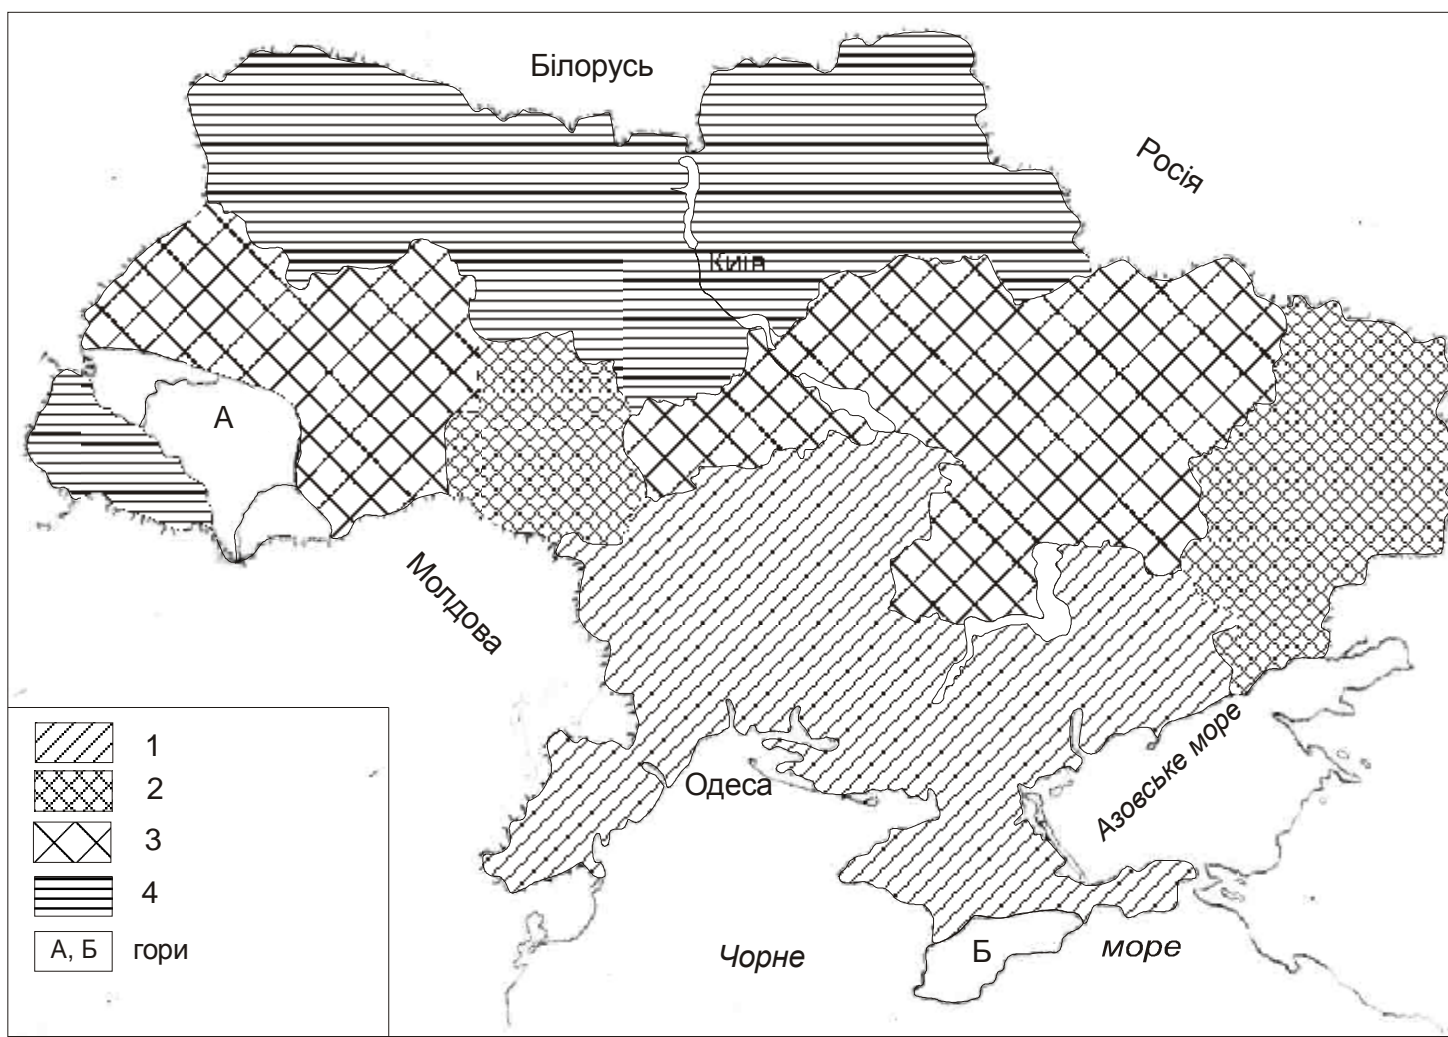 Білорусь
Росія
Київ
А
Молдова
Одеса
Азовське море
Чорне
море
Б
1
2
3
4
А, Б гори